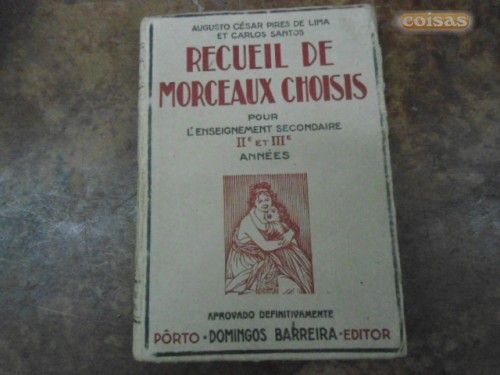 coisas
AUGUSTO CÉSAR PIRES DE LIMA
ET CARLOS SANTOS
RECUEIL DE
MORCEAUX CHOISIS
POUR
L'ENSEIGNEMENT SECONDAIRE
IIE ET IIIE
ANNÉES
APROVADO DEFINITIVAMENTE
PÔRTO - DOMINGOS BARREIRA - EDITOR